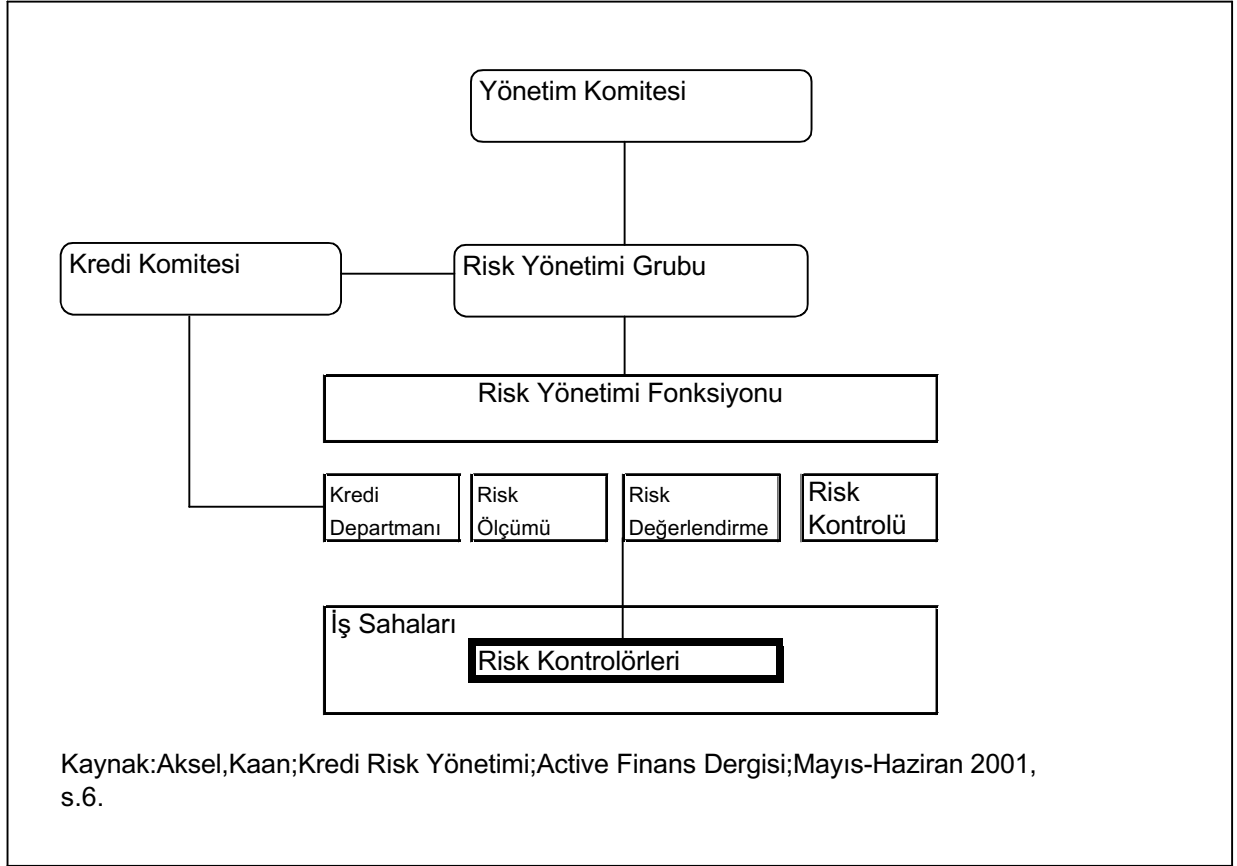 Yönetim Komitesi
Kredi Komitesi
Risk Yönetimi Grubu
Risk Yönetimi Fonksiyonu
Kredi
Departmanı
Risk
Ölçümü
Risk
Değerlendirme
Risk
Kontrolü
İş Sahaları
Risk Kontrolörleri
Kaynak:Aksel,Kaan;Kredi Risk Yönetimi;Active Finans Dergisi;Mayıs-Haziran 2001,
s.6.